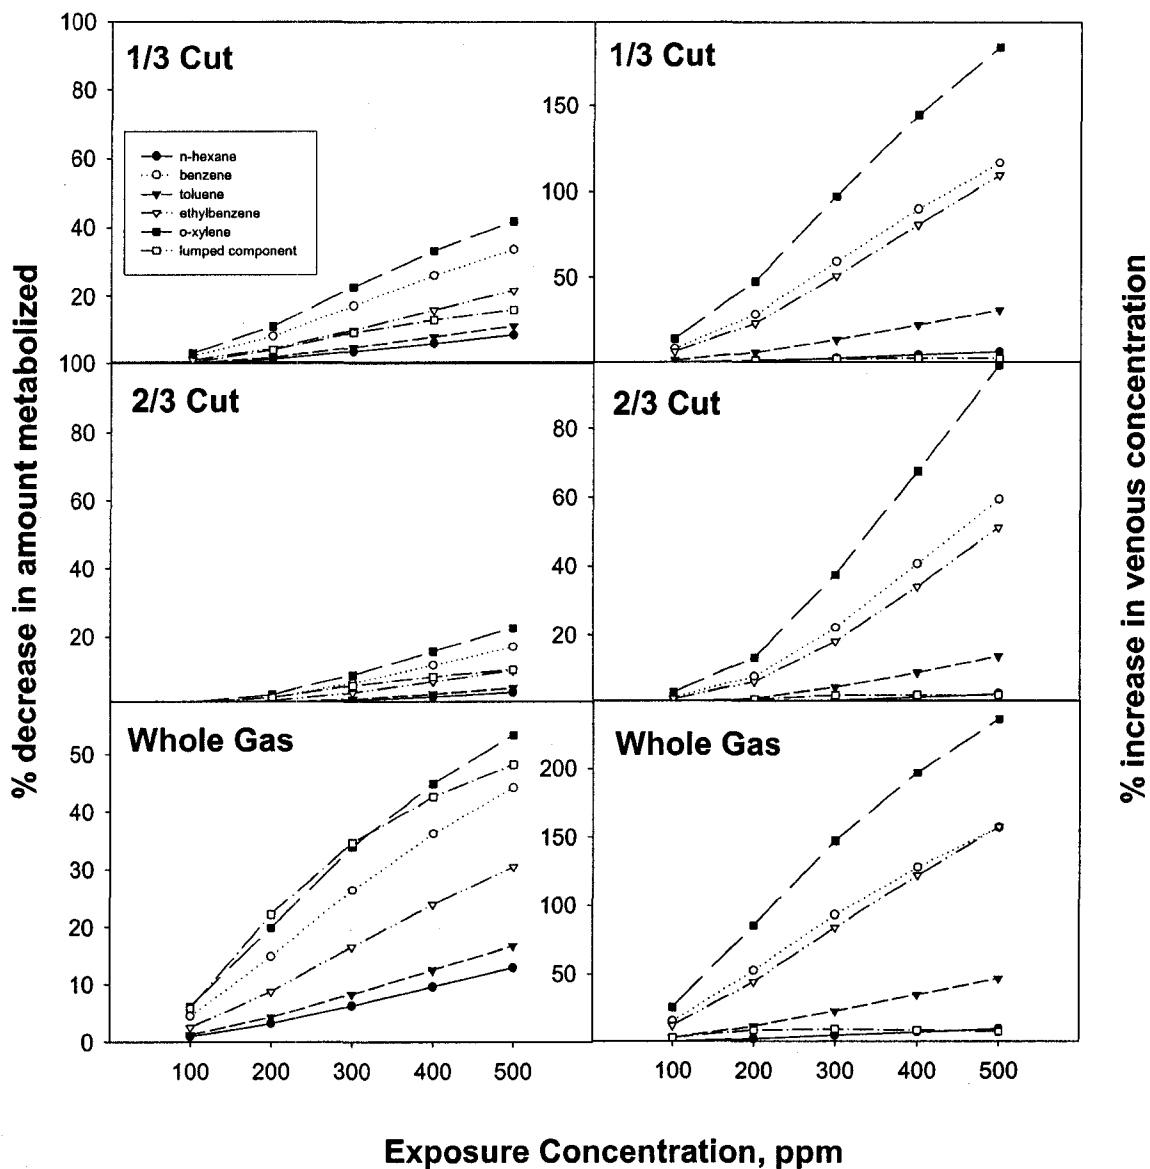 % decrease in amount metabolized
100
80
60
40
20
1/3 Cut
n-hexane
benzene
toluene
ethylbenzene
o-xylene
lumped component
150
100
50
1/3 Cut
100
80
60
40
20
2/3 Cut
80
60
40
20
2/3 Cut
50
40
30
20
10
0
Whole Gas
100 200 300 400 500
200
150
100
50
Whole Gas
100 200 300 400 500
% increase in venous concentration
Exposure Concentration, ppm